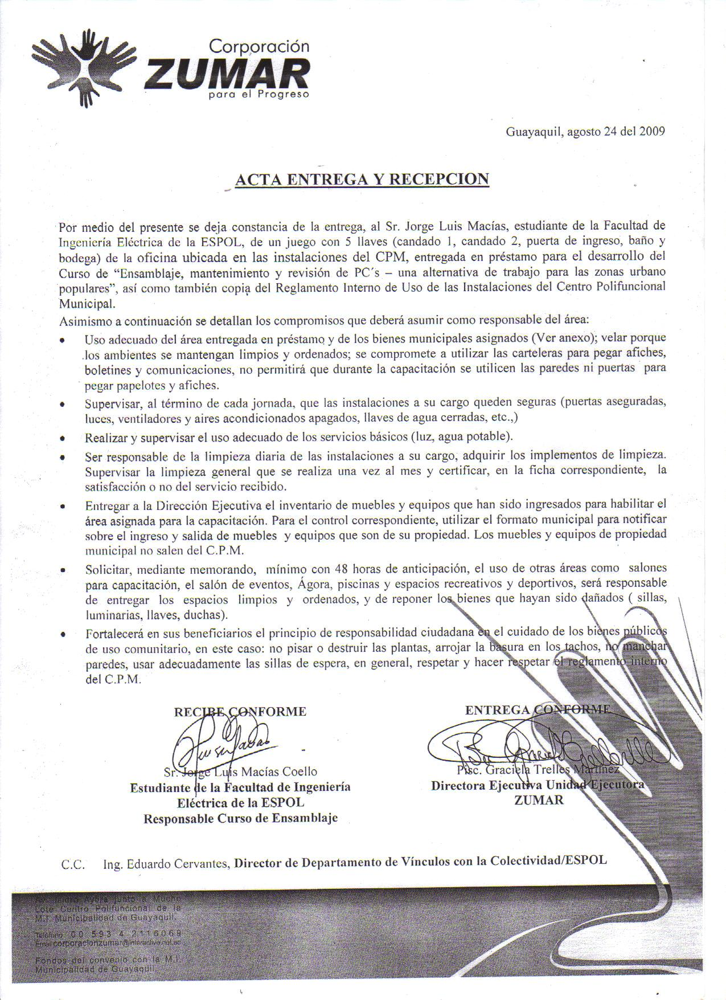 Corporación
ZUMAR
para el Progreso
Guayaquil, agosto 24 del 2009
ACTA ENTREGA Y RECEPCION
Por medio del presente se deja constancia de la entrega, al Sr. Jorge Luis Macías, estudiante de la Facultad de
Ingeniería Eléctrica de la ESPOL, de un juego con 5 llaves (candado 1, candado 2, puerta de ingreso, baño y
bodega) de la oficina ubicada en las instalaciones del CPM, entregada en préstamo para el desarrollo del
Curso de “Ensamblaje, mantenimiento y revisión de PC´s – una alternativa de trabajo para las zonas urbano
populares”, así como también copia del Reglamento Interno de Uso de las Instalaciones del Centro Polifuncional
Municipal.
Asimismo a continuación se detallan los compromisos que deberá asumir como responsable del área:
• Uso adecuado del área entregada en préstamo y de los bienes municipales asignados (Ver anexo); velar porque
los ambientes se mantengan limpios y ordenados; se compromete a utilizar las carteleras para pegar afiches,
boletines y comunicaciones, no permitirá que durante la capacitación se utilicen las paredes ni puertas para
pegar papelotes y afiches.
• Supervisar, al término de cada jornada, que las instalaciones a su cargo queden seguras (puertas aseguradas,
luces, ventiladores y aires acondicionados apagados, llaves de agua cerradas, etc.,)
• Realizar y supervisar el uso adecuado de los servicios básicos (luz, agua potable).
• Ser responsable de la limpieza diaria de las instalaciones a su cargo, adquirir los implementos de limpieza.
Supervisar la limpieza general que se realiza una vez al mes y certificar, en la ficha correspondiente, la
satisfacción o no del servicio recibido.
• Entregar a la Dirección Ejecutiva el inventario de muebles y equipos que han sido ingresados para habilitar el
área asignada para la capacitación. Para el control correspondiente, utilizar el formato municipal para notificar
sobre el ingreso y salida de muebles y equipos que son de su propiedad. Los muebles y equipos de propiedad
municipal no salen del C.P.M.
• Solicitar, mediante memorando, mínimo con 48 horas de anticipación, el uso de otras áreas como salones
para capacitación, el salón de eventos, Ágora, piscinas y espacios recreativos y deportivos, será responsable
de entregar los espacios limpios y ordenados, y de reponer los bienes que hayan sido dañados ( sillas,
luminarias, llaves, duchas).
• Fortalecerá en sus beneficiarios el principio de responsabilidad ciudadana en el cuidado de los bienes públicos
de uso comunitario, en este caso: no pisar o destruir las plantas, arrojar la basura en los tachos, no manchar
paredes, usar adecuadamente las sillas de espera, en general, respetar y hacer respetar el reglamento interno
del C.P.M.
RECIBE CONFORME
ENTREGA CONFORME
Sr. Jorge Luis Macías Coello
Estudiante de la Facultad de Ingeniería
Eléctrica de la ESPOL
Responsable Curso de Ensamblaje
Pisc. Graciela Trelles Martínez
Directora Ejecutiva Unidad Ejecutora
ZUMAR
C.C. Ing. Eduardo Cervantes, Director de Departamento de Vínculos con la Colectividad/ESPOL
Av. Isidro Ayora junto a Mucho
Lote Centro Polifuncional de la
M.I. Municipalidad de Guayaquil.
Teléfono 00 593 4 2116069
Email corporacionzumar@interactive.net.ec
Fondos del convenio con la M.I.
Municipalidad de Guayaquil